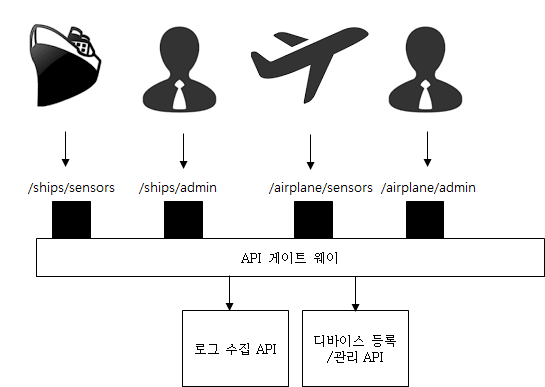 /ships/sensors
/ships/admin
/airplane/sensors
/airplane/admin
API 게이트 웨이
로그 수집 API
디바이스 등록
/관리 API